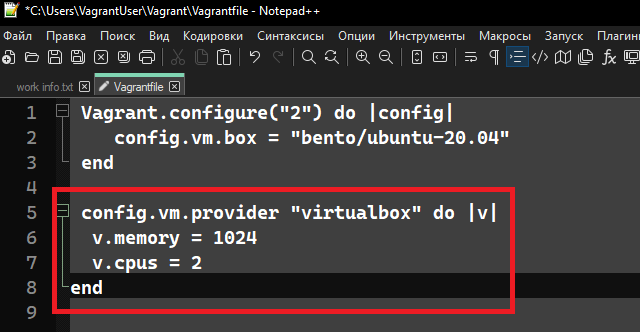 *C:\Users\VagrantUser\Vagrant\Vagrantfile - Notepad++
Файл Правка Поиск Вид Кодировки Синтаксисы Опции Инструменты Макросы Запуск Плагины
work info.txt Vagrantfile
1 Vagrant.configure("2") do |config|
2 config.vm.box = "bento/ubuntu-20.04"
3 end
4
5 config.vm.provider "virtualbox" do |v|
6 v.memory = 1024
7 v.cpus = 2
8 end
9